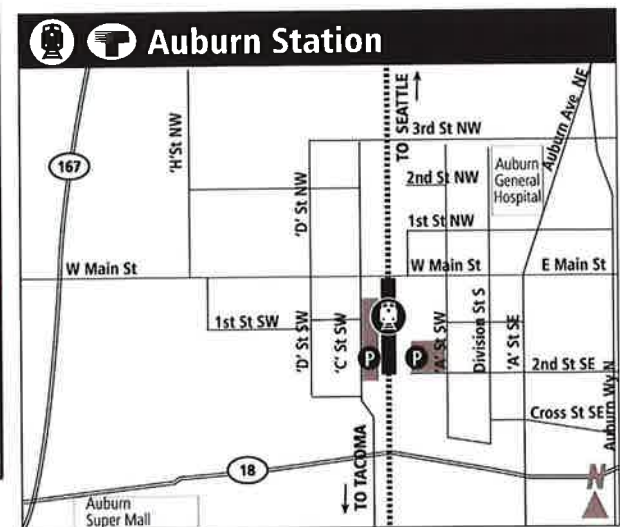 Auburn Station
TO SEATTLE
Auburn Ave NE
'H' St NW
3rd St NW
167
2nd St NW
Auburn
General
Hospital
'D' St NW
1st St NW
W Main St
W Main St
E Main St
1st St SW
'D' St SW
'C' St SW
P
P
'A' St SW
Division St S
'A' St SE
2nd St SE
Auburn Wy N
Cross St SE
TO TACOMA
18
N
Auburn
Super Mall